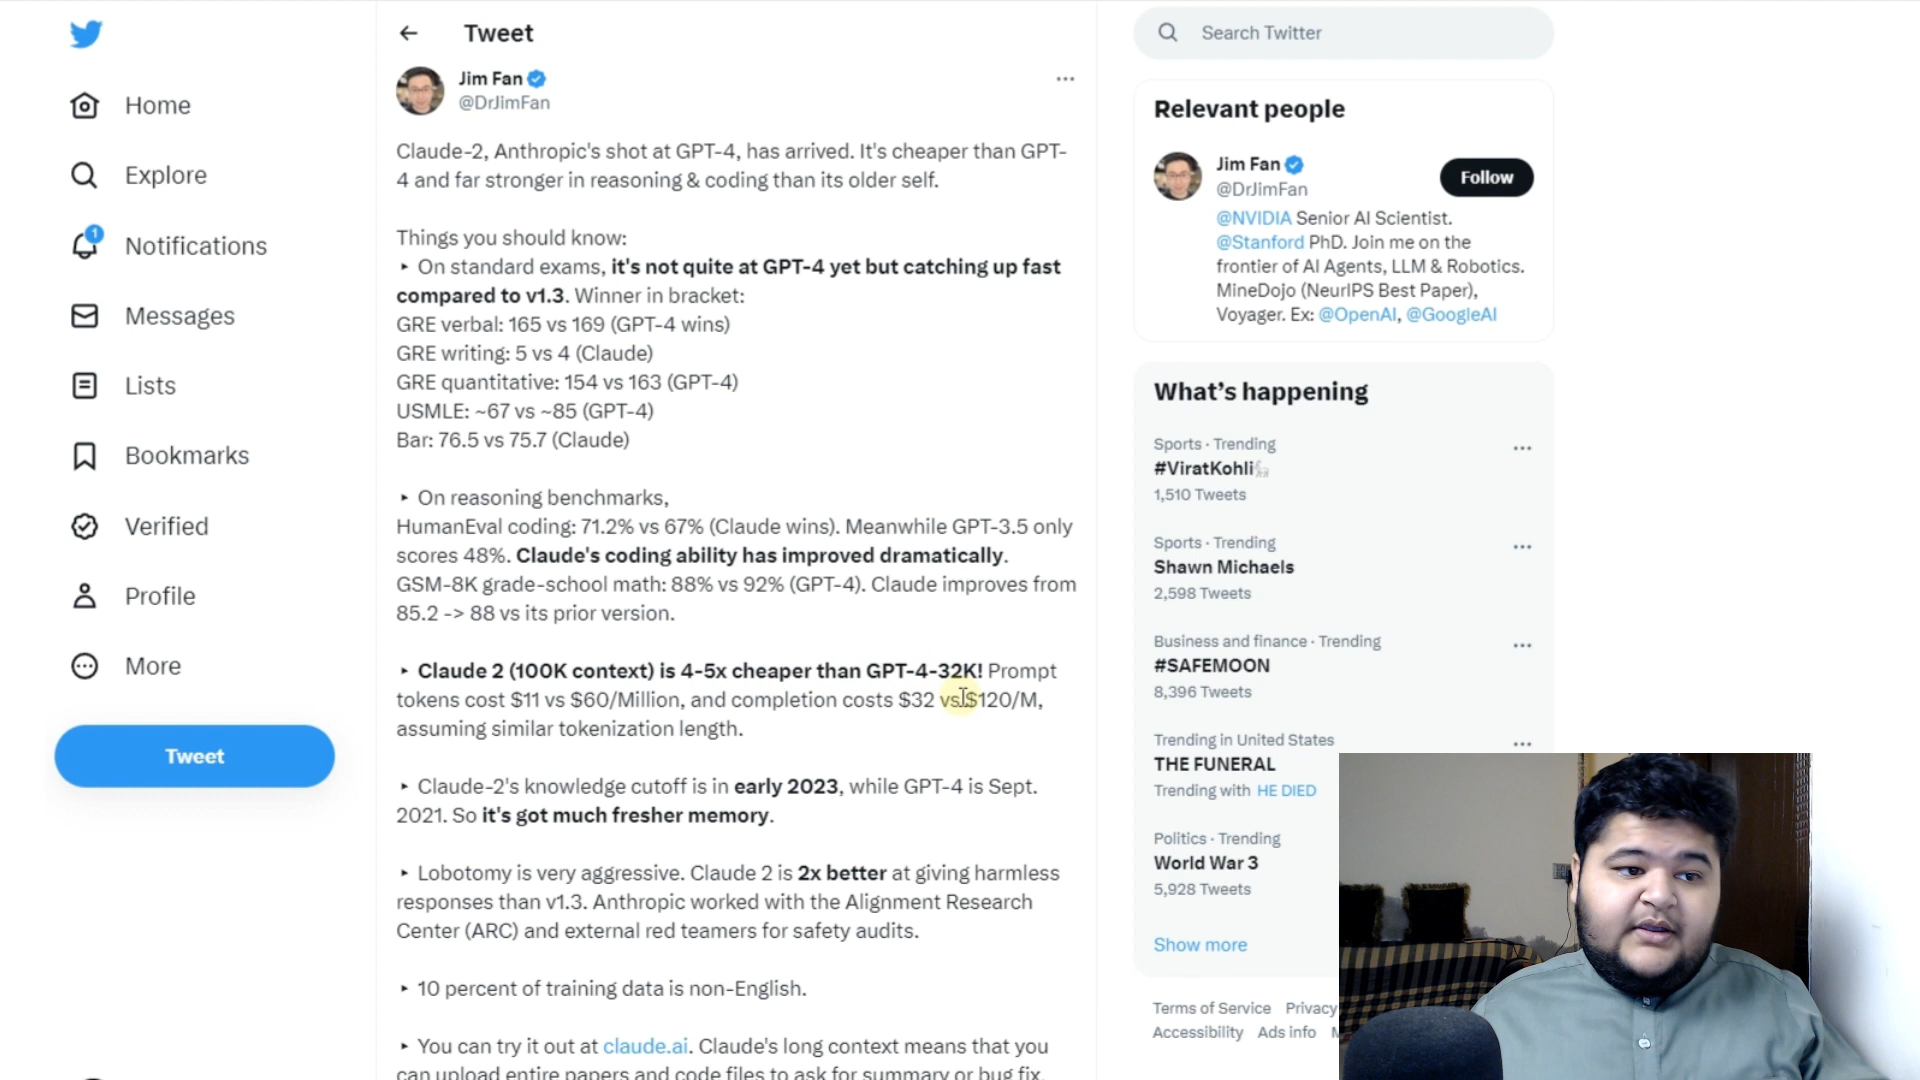 Home
Explore
1
Notifications
Messages
Lists
Bookmarks
Verified
Profile
More
Tweet
Tweet
Jim Fan
@DrJimFan
Claude-2, Anthropic's shot at GPT-4, has arrived. It's cheaper than GPT-
4 and far stronger in reasoning & coding than its older self.
Things you should know:
‣ On standard exams, it's not quite at GPT-4 yet but catching up fast
compared to v1.3. Winner in bracket:
GRE verbal: 165 vs 169 (GPT-4 wins)
GRE writing: 5 vs 4 (Claude)
GRE quantitative: 154 vs 163 (GPT-4)
USMLE: ~67 vs ~85 (GPT-4)
Bar: 76.5 vs 75.7 (Claude)
‣ On reasoning benchmarks,
HumanEval coding: 71.2% vs 67% (Claude wins). Meanwhile GPT-3.5 only
scores 48%. Claude's coding ability has improved dramatically.
GSM-8K grade-school math: 88% vs 92% (GPT-4). Claude improves from
85.2 -> 88 vs its prior version.
‣ Claude 2 (100K context) is 4-5x cheaper than GPT-4-32K! Prompt
tokens cost $11 vs $60/Million, and completion costs $32 vs $120/M,
assuming similar tokenization length.
‣ Claude-2's knowledge cutoff is in early 2023, while GPT-4 is Sept.
2021. So it's got much fresher memory.
‣ Lobotomy is very aggressive. Claude 2 is 2x better at giving harmless
responses than v1.3. Anthropic worked with the Alignment Research
Center (ARC) and external red teamers for safety audits.
‣ 10 percent of training data is non-English.
‣ You can try it out at claude.ai. Claude's long context means that you
can upload entire papers and code files to ask for summary or bug fix.
Search Twitter
Relevant people
Jim Fan
@DrJimFan
Follow
@NVIDIA Senior AI Scientist.
@Stanford PhD. Join me on the
frontier of AI Agents, LLM & Robotics.
MineDojo (NeurIPS Best Paper),
Voyager. Ex: @OpenAI, @GoogleAI
What's happening
Sports · Trending
#ViratKohli
1,510 Tweets
Sports · Trending
Shawn Michaels
2,598 Tweets
Business and finance · Trending
#SAFEMOON
8,396 Tweets
Trending in United States
THE FUNERAL
Trending with HE DIED
Politics · Trending
World War 3
5,928 Tweets
Show more
Terms of Service Privacy
Accessibility Ads info